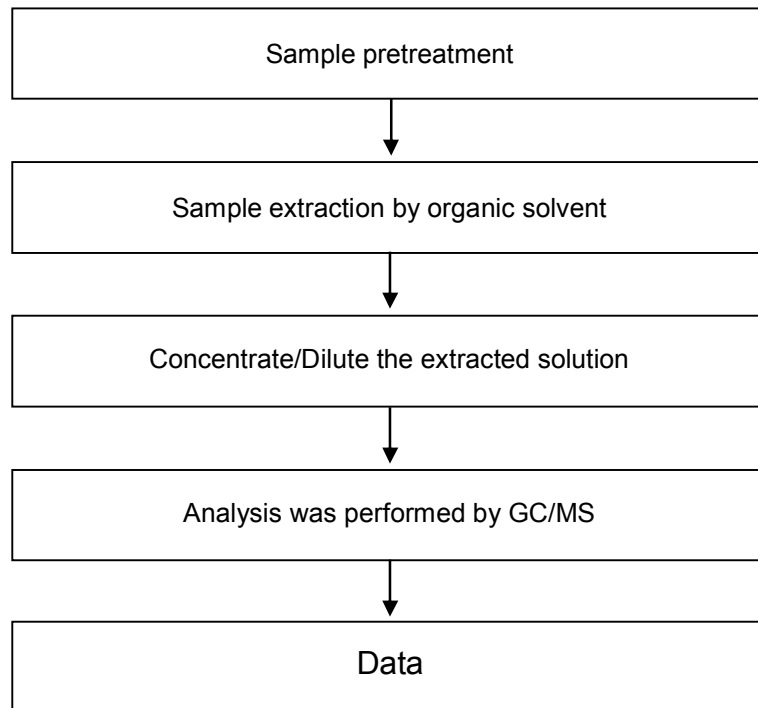 Sample pretreatment
Sample extraction by organic solvent
Concentrate/Dilute the extracted solution
Analysis was performed by GC/MS
Data